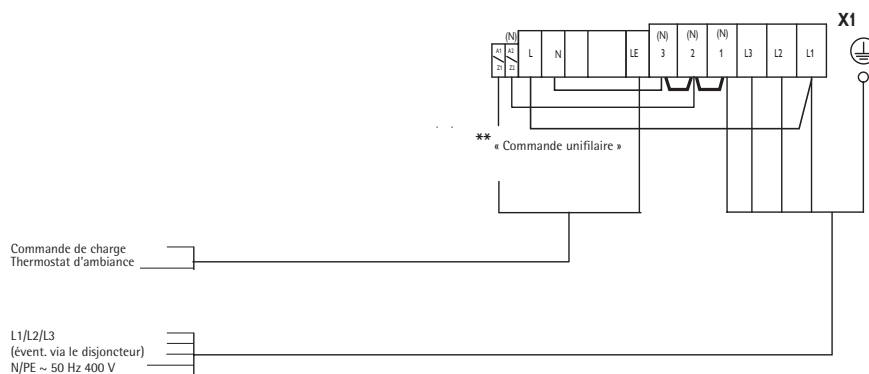 X1
(N) (N) (N) (N)
A1 A2 L N LE 3 2 1 L3 L2 L1
Z1 Z2
** « Commande unifilaire »
Commande de charge
Thermostat d'ambiance
L1/L2/L3
(évent. via le disjoncteur)
N/PE ~ 50 Hz 400 V